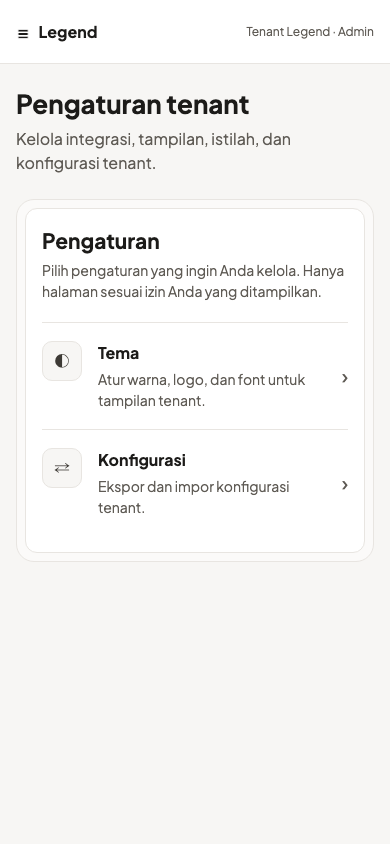 Legend
Tenant Legend · Admin
Pengaturan tenant
Kelola integrasi, tampilan, istilah, dan
konfigurasi tenant.
Pengaturan
Pilih pengaturan yang ingin Anda kelola. Hanya
halaman sesuai izin Anda yang ditampilkan.
Tema
Atur warna, logo, dan font untuk
tampilan tenant.
Konfigurasi
Ekspor dan impor konfigurasi
tenant.